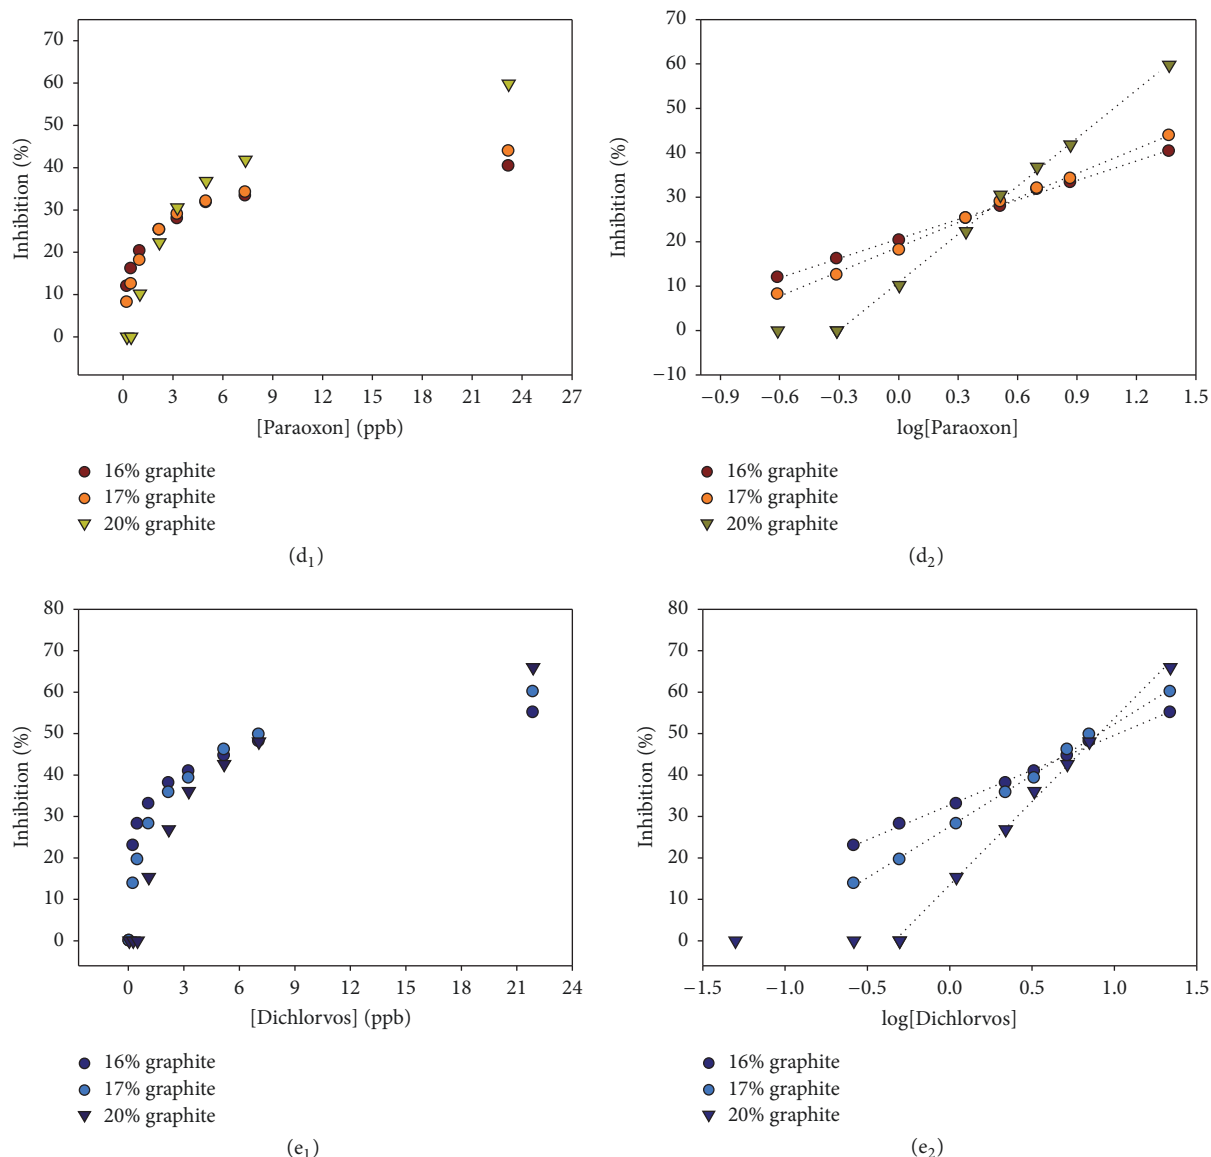 70
60
50
40
30
20
10
0
Inhibition (%)
0 3 6 9 12 15 18 21 24 27
[Paraoxon] (ppb)
16% graphite
17% graphite
20% graphite
(d1)
70
60
50
40
30
20
10
0
−10
Inhibition (%)
−0.9 −0.6 −0.3 0.0 0.3 0.6 0.9 1.2 1.5
log[Paraoxon]
16% graphite
17% graphite
20% graphite
(d2)
80
70
60
50
40
30
20
10
0
Inhibition (%)
0 3 6 9 12 15 18 21 24
[Dichlorvos] (ppb)
16% graphite
17% graphite
20% graphite
(e1)
80
70
60
50
40
30
20
10
0
Inhibition (%)
−1.5 −1.0 −0.5 0.0 0.5 1.0 1.5
log[Dichlorvos]
16% graphite
17% graphite
20% graphite
(e2)